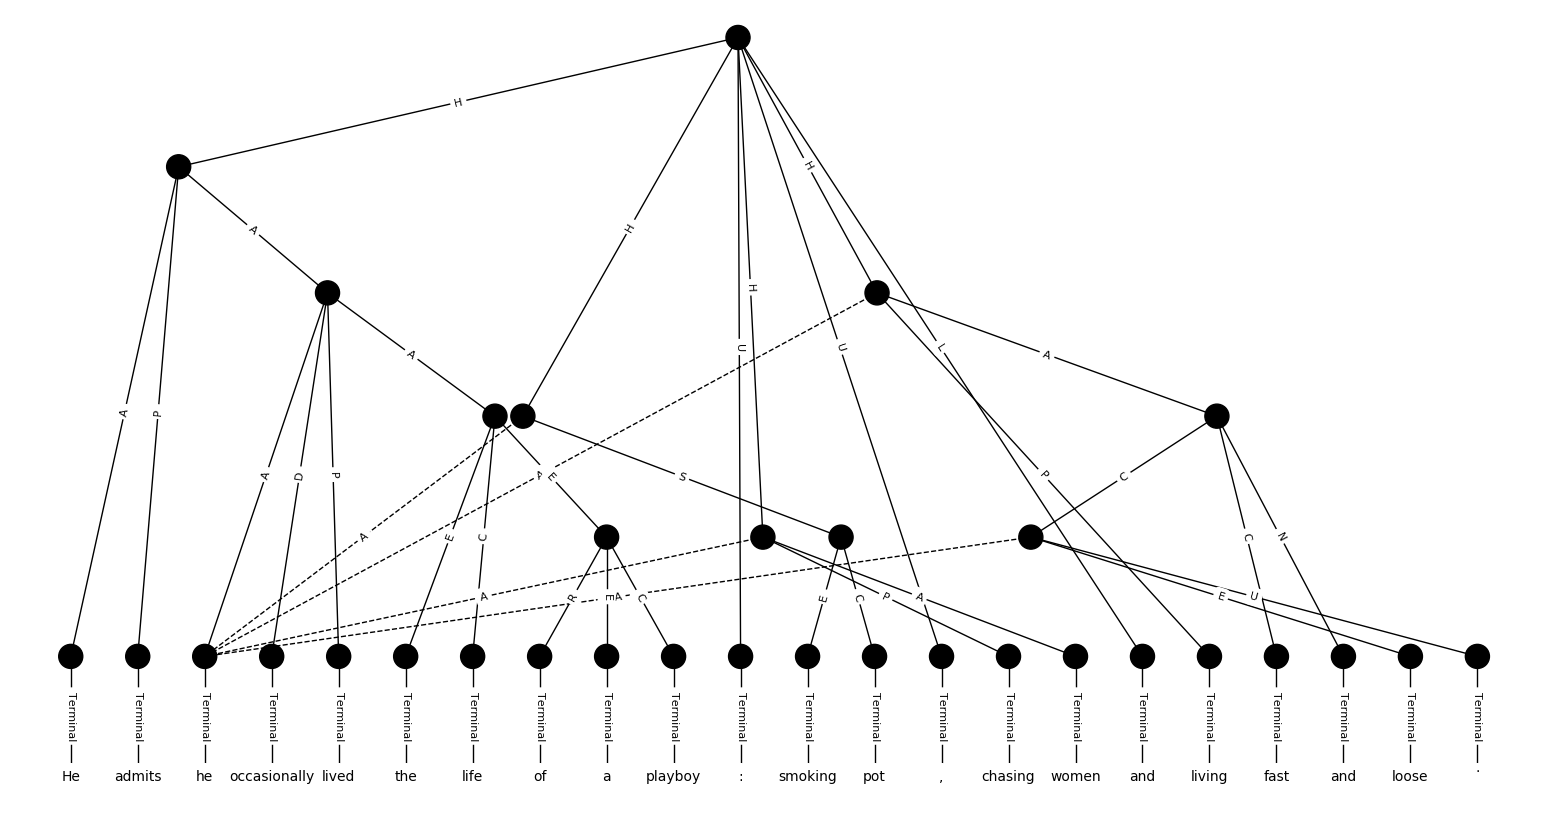 H
A
H
H
A
H
U
U
L
A
A
P
A
D
P
A
E
S
P
C
A
E
C
C
N
A
R
E
A
C
E
C
P
A
E
U
Terminal Terminal Terminal Terminal Terminal Terminal Terminal Terminal Terminal Terminal Terminal Terminal Terminal Terminal Terminal Terminal Terminal Terminal Terminal Terminal Terminal Terminal
He admits he occasionally lived the life of a playboy : smoking pot , chasing women and living fast and loose .